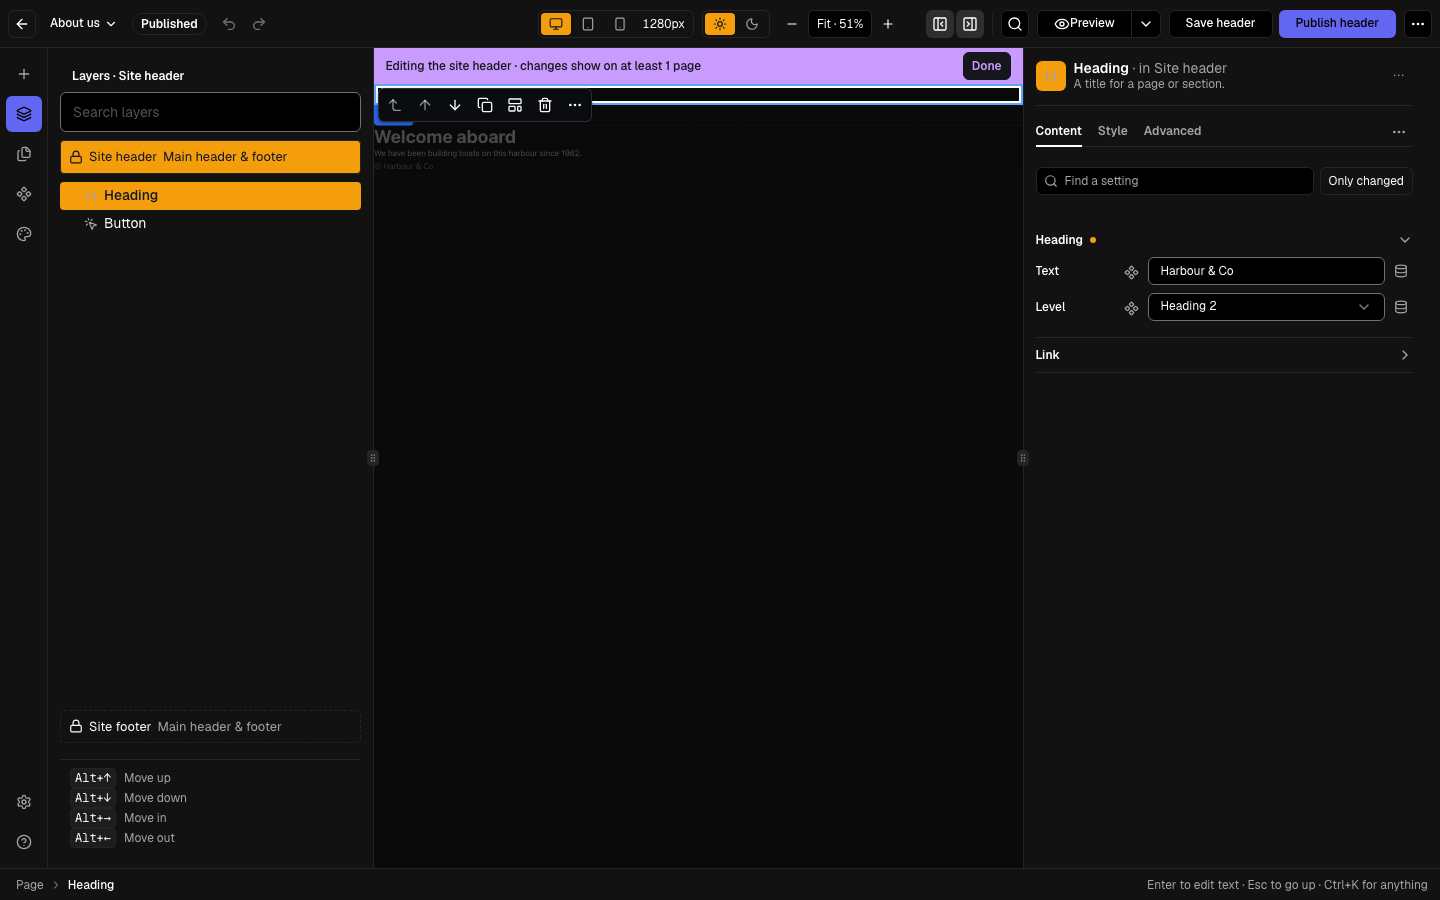 About us
Published
1280px
Fit · 51%
Preview
Save header
Publish header
Layers · Site header
Search layers
Site header Main header & footer
Heading
Button
Site footer Main header & footer
Alt+↑ Move up
Alt+↓ Move down
Alt+→ Move in
Alt+← Move out
Editing the site header · changes show on at least 1 page
Done
Welcome aboard
We have been building boats on this harbour since 1962.
© Harbour & Co
Heading · in Site header
A title for a page or section.
Content
Style
Advanced
Find a setting
Only changed
Heading
Text
Harbour & Co
Level
Heading 2
Link
Page > Heading
Enter to edit text · Esc to go up · Ctrl+K for anything